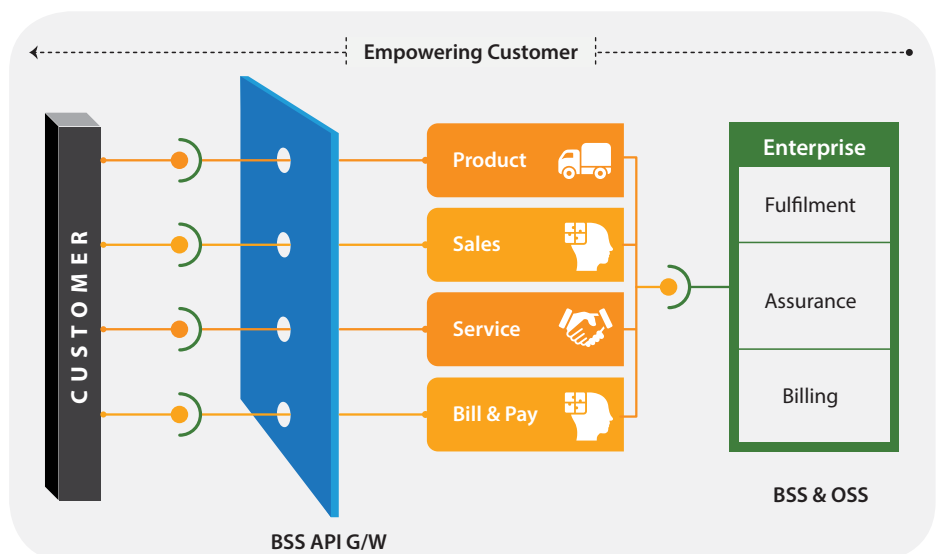 Empowering Customer
CUSTOMER
Product
Sales
Service
Bill & Pay
Enterprise
Fulfilment
Assurance
Billing
BSS & OSS
BSS API G/W